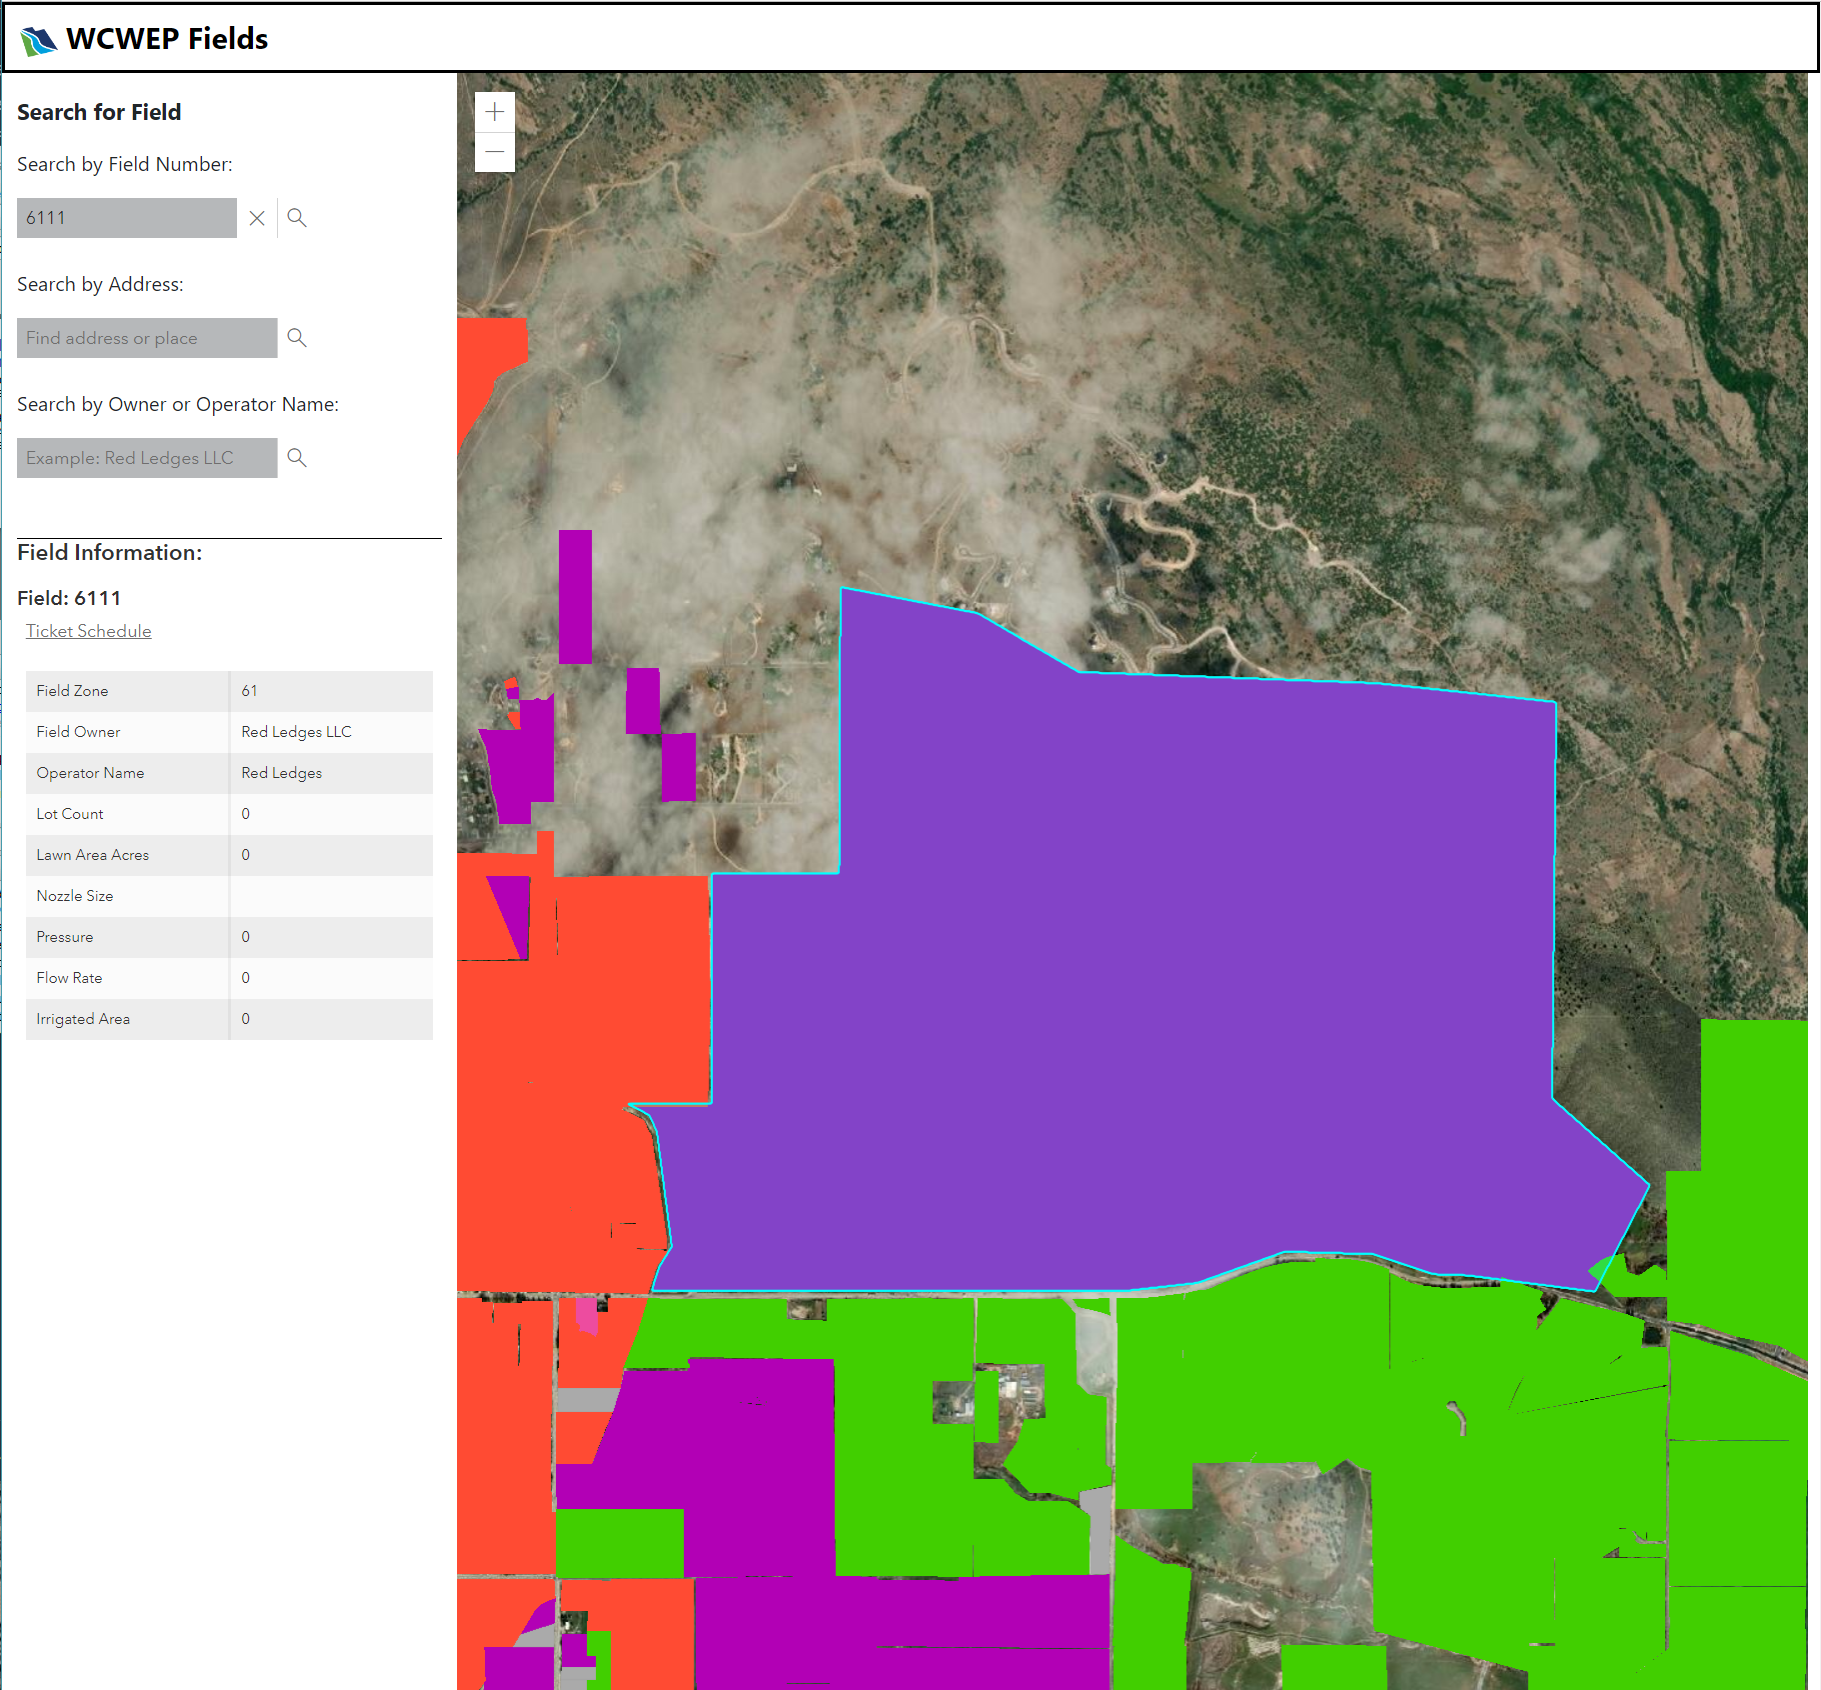 WCWEP Fields
Search for Field
Search by Field Number:
6111
Search by Address:
Find address or place
Search by Owner or Operator Name:
Example: Red Ledges LLC
Field Information:
Field: 6111
Ticket Schedule
Field Zone 61
Field Owner Red Ledges LLC
Operator Name Red Ledges
Lot Count 0
Lawn Area Acres 0
Nozzle Size
Pressure 0
Flow Rate 0
Irrigated Area 0